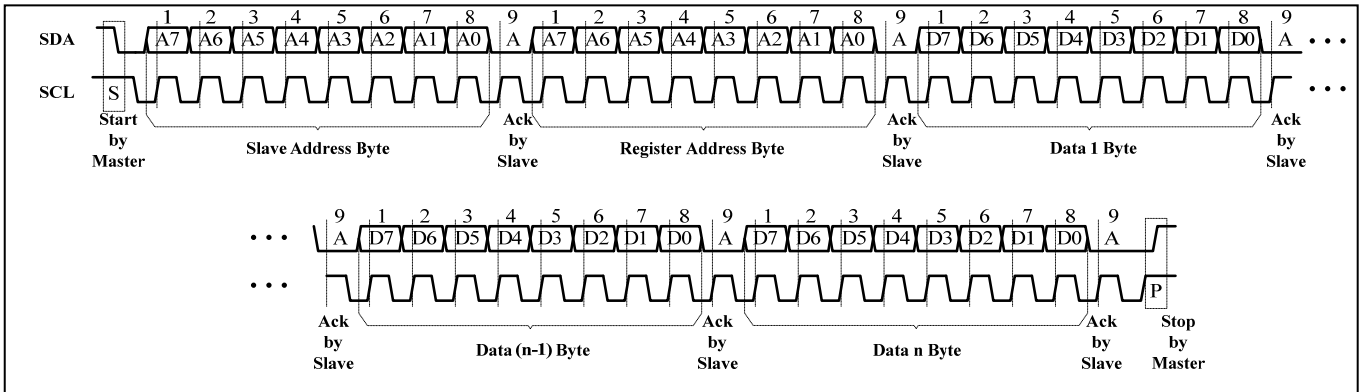 1 2 3 4 5 6 7 8 9 1 2 3 4 5 6 7 8 9 1 2 3 4 5 6 7 8 9
SDA A7 A6 A5 A4 A3 A2 A1 A0 A A7 A6 A5 A4 A3 A2 A1 A0 A D7 D6 D5 D4 D3 D2 D1 D0 A • • •
SCL S • • •
Start by Master
Slave Address Byte
Ack by Slave
Register Address Byte
Ack by Slave
Data 1 Byte
Ack by Slave
9 1 2 3 4 5 6 7 8 9 1 2 3 4 5 6 7 8 9
• • • A D7 D6 D5 D4 D3 D2 D1 D0 A D7 D6 D5 D4 D3 D2 D1 D0 A
• • • P
Ack by Slave
Data (n-1) Byte
Ack by Slave
Data n Byte
Ack by Slave
Stop by Master